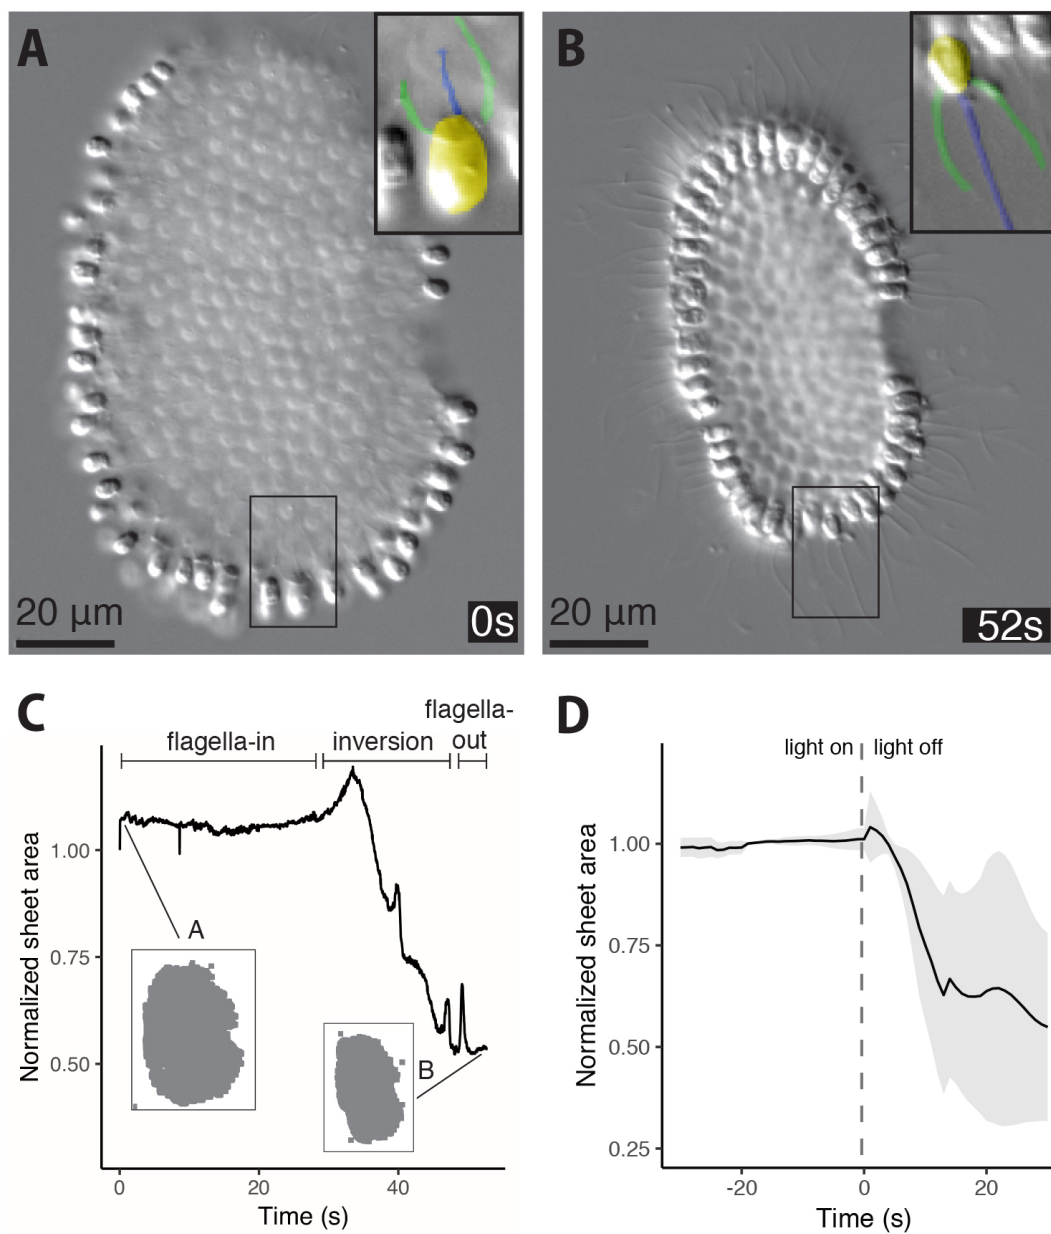 A
20 µm
0s
B
20 µm
52s
C
flagella-in
inversion
flagella-
out
Normalized sheet area
1.00
0.75
0.50
A
B
0
20
40
Time (s)
D
light on
light off
Normalized sheet area
1.00
0.75
0.50
0.25
-20
0
20
Time (s)